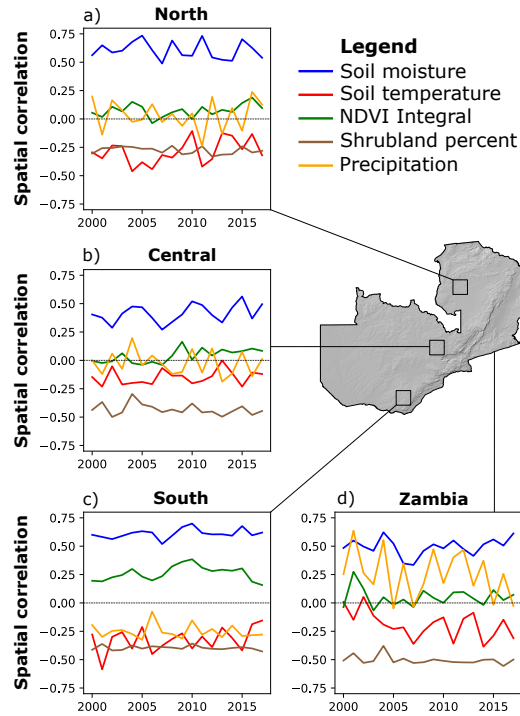 a) North
Spatial correlation
0.75
0.50
0.25
0.00
−0.25
−0.50
−0.75
2000 2005 2010 2015
Legend
Soil moisture
Soil temperature
NDVI Integral
Shrubland percent
Precipitation
b) Central
Spatial correlation
0.75
0.50
0.25
0.00
−0.25
−0.50
−0.75
2000 2005 2010 2015
c) South
Spatial correlation
0.75
0.50
0.25
0.00
−0.25
−0.50
−0.75
2000 2005 2010 2015
d) Zambia
0.75
0.50
0.25
0.00
−0.25
−0.50
−0.75
2000 2005 2010 2015